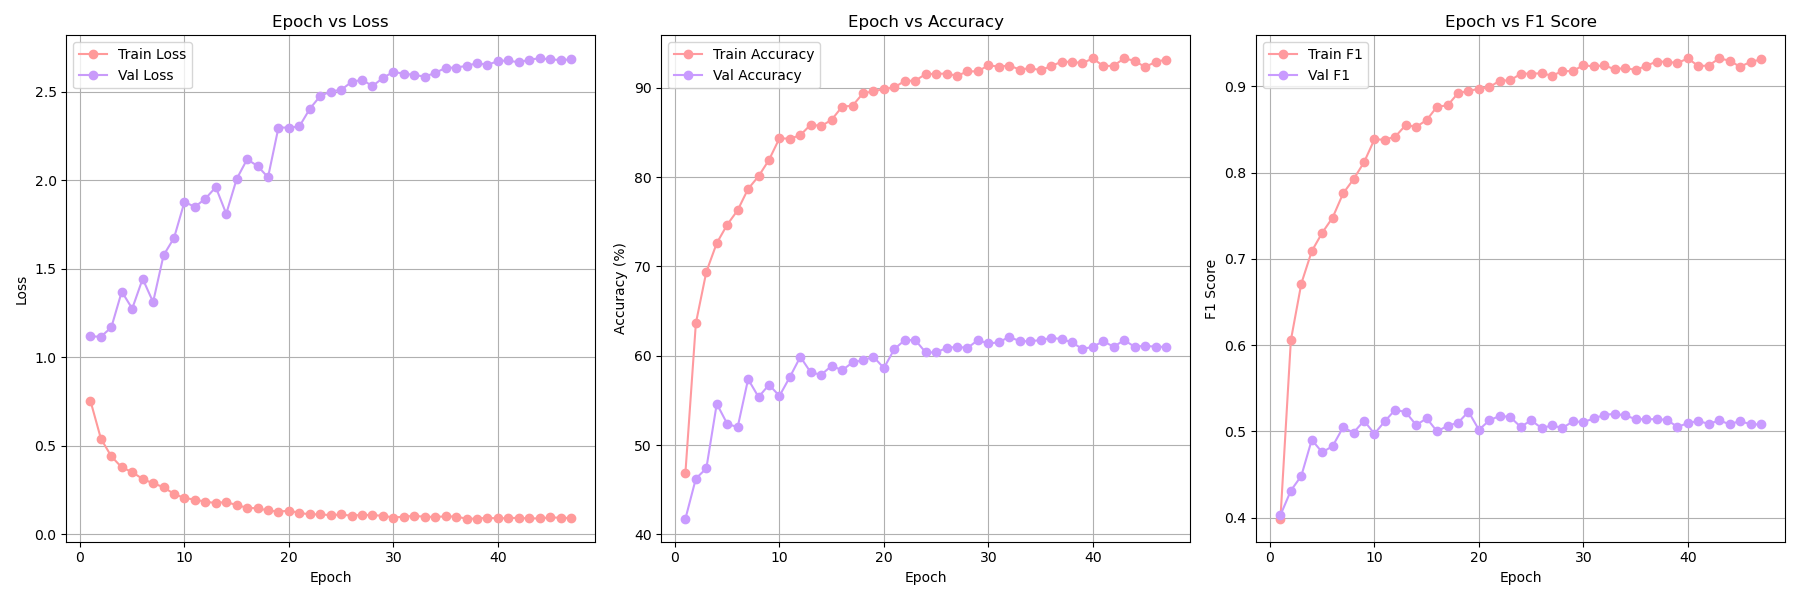 Epoch vs Loss
Train Loss
Val Loss
Loss
2.5
2.0
1.5
1.0
0.5
0.0
0 10 20 30 40
Epoch
Epoch vs Accuracy
Train Accuracy
Val Accuracy
Accuracy (%)
90
80
70
60
50
40
0 10 20 30 40
Epoch
Epoch vs F1 Score
Train F1
Val F1
F1 Score
0.9
0.8
0.7
0.6
0.5
0.4
0 10 20 30 40
Epoch